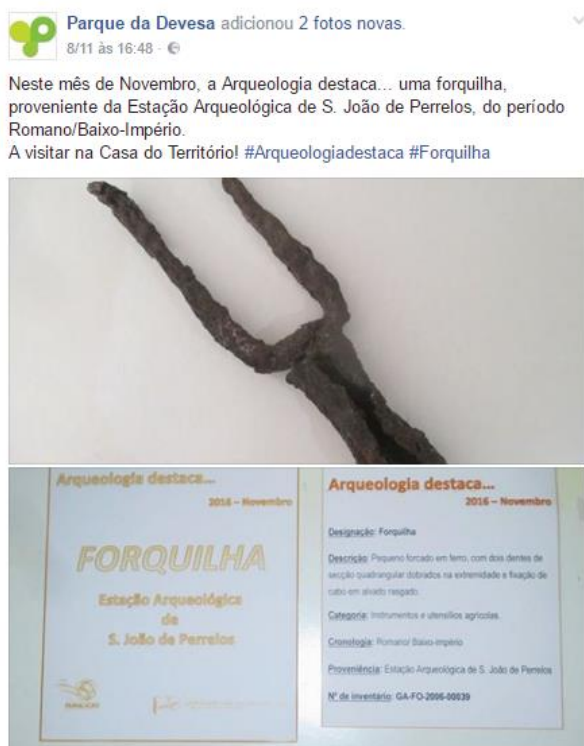 Parque da Devesa adicionou 2 fotos novas.
8/11 às 16:48
Neste mês de Novembro, a Arqueologia destaca... uma forquilha,
proveniente da Estação Arqueológica de S. João de Perrelos, do período
Romano/Baixo-Império.
A visitar na Casa do Território! #Arqueologiadestaca #Forquilha
Arqueologia destaca...
2016 – Novembro
FORQUILHA
Estação Arqueológica
de
S. João de Perrelos
Arqueologia destaca...
2016 – Novembro
Designação: Forquilha
Descrição: Pequeno forcado em ferro, com dois dentes de
secção quadrangular dobrados na extremidade e fixação de
cabo em alvado rasgado.
Categoria: Instrumentos e utensílios agrícolas
Cronologia: Romano/ Baixo-império
Proveniência: Estação Arqueológica de S. João de Perrelos
Nº de inventário: GA-FO-2006-00039